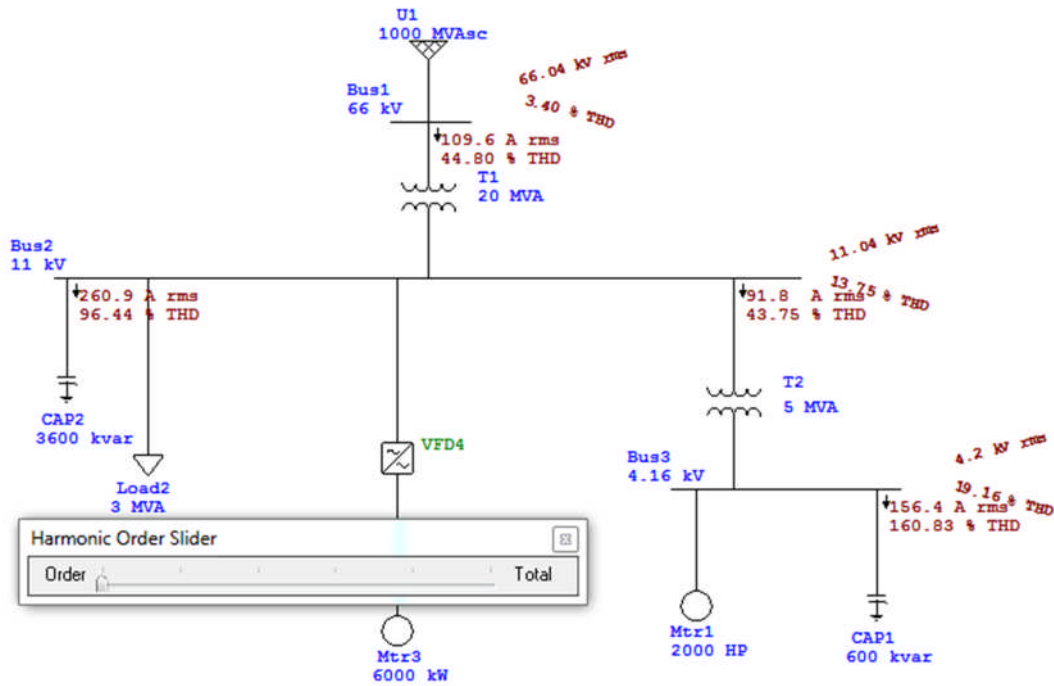 U1
1000 MVAsc
66.04 kV rms
3.40 % THD
Bus1
66 kV
109.6 A rms
44.80 % THD
T1
20 MVA
Bus2
11 kV
11.04 kV rms
13.75 % THD
260.9 A rms
96.44 % THD
91.8 A rms
43.75 % THD
CAP2
3600 kvar
Load2
3 MVA
VFD4
T2
5 MVA
Bus3
4.16 kV
4.2 kV rms
19.16 % THD
156.4 A rms
160.83 % THD
Harmonic Order Slider
Order
Total
Mtr3
6000 kW
Mtr1
2000 HP
CAP1
600 kvar